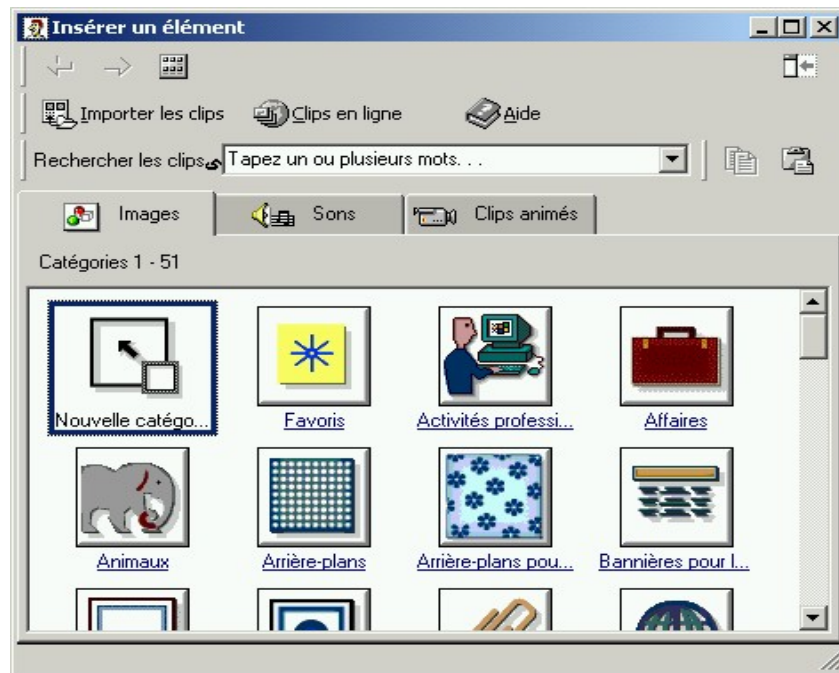 Insérer un élément
Importer les clips Clips en ligne Aide
Rechercher les clips Tapez un ou plusieurs mots. . .
Images Sons Clips animés
Catégories 1 - 51
Nouvelle catégo... Favoris Activités professi... Affaires
Animaux Arrière-plans Arrière-plans pou... Bannières pour l...